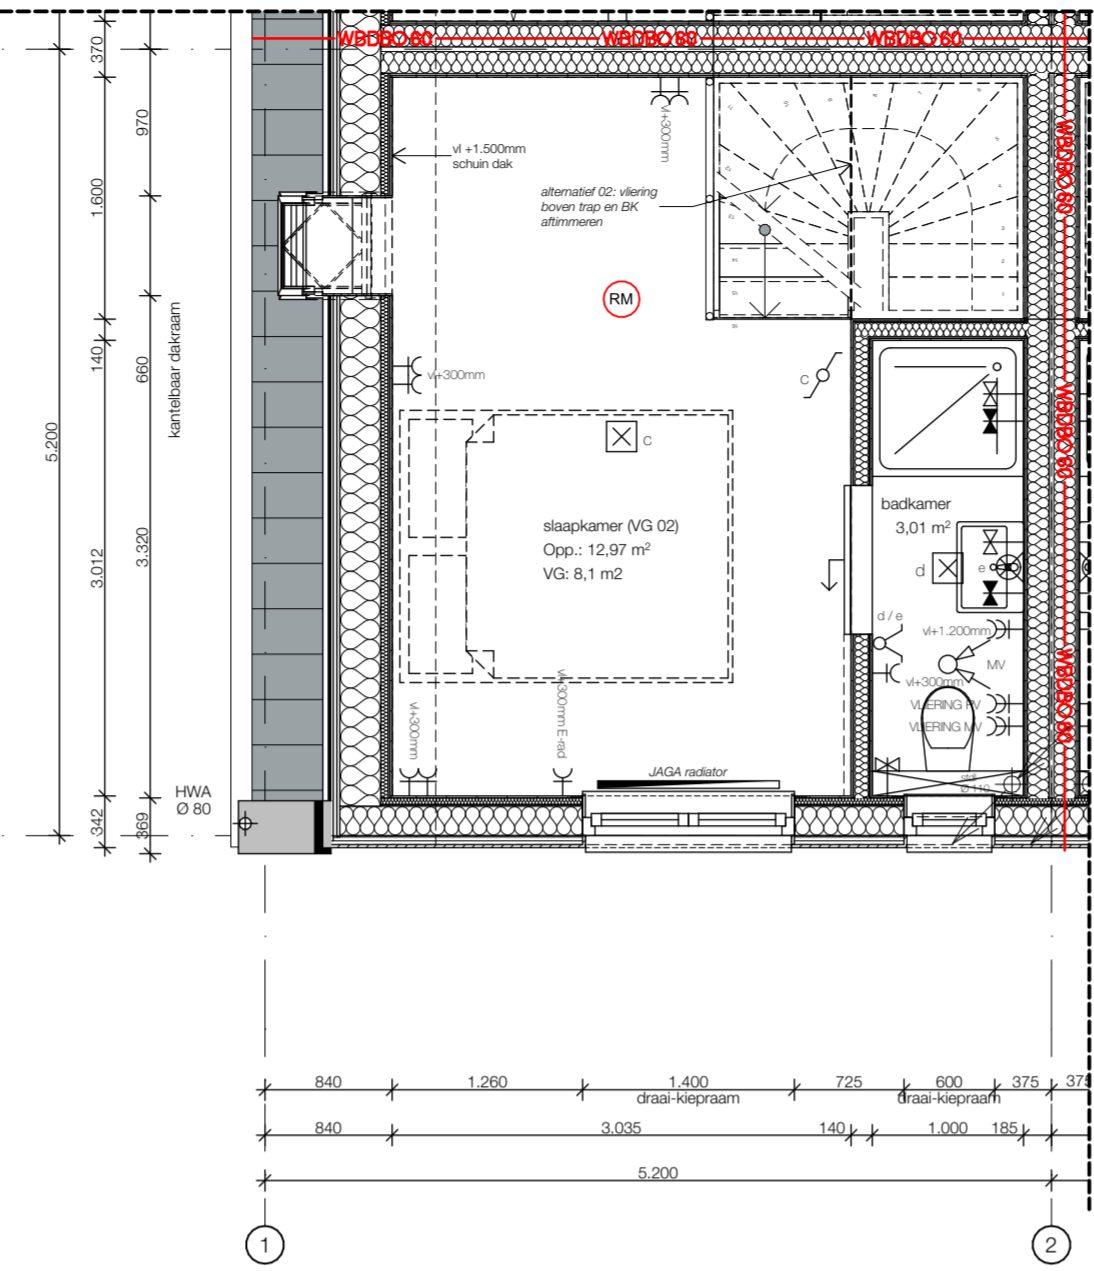 WBDBO 60
WBDBO 60
WBDBO 60
370
970
1.600
140
660
kantelbaar dakraam
5.200
3.012
3.320
342
369
HWA
Ø 80
vl +1.500mm
schuin dak
vl+300mm
alternatief 02: vliering
boven trap en BK
aftimmeren
RM
vl+300mm
C
c
slaapkamer (VG 02)
Opp.: 12,97 m²
VG: 8,1 m2
badkamer
3,01 m²
d
e
d / e
vl+1.200mm
MV
vl+300mm
VLIERING PV
VLIERING MV
Ø 110
WBDBO 60
WBDBO 60
WBDBO 60
vl+300mm
vl+300mm E-rad
JAGA radiator
840
1.260
1.400
725
600
375
375
draai-kiepraam
draai-kiepraam
840
3.035
140
1.000
185
5.200
1
2